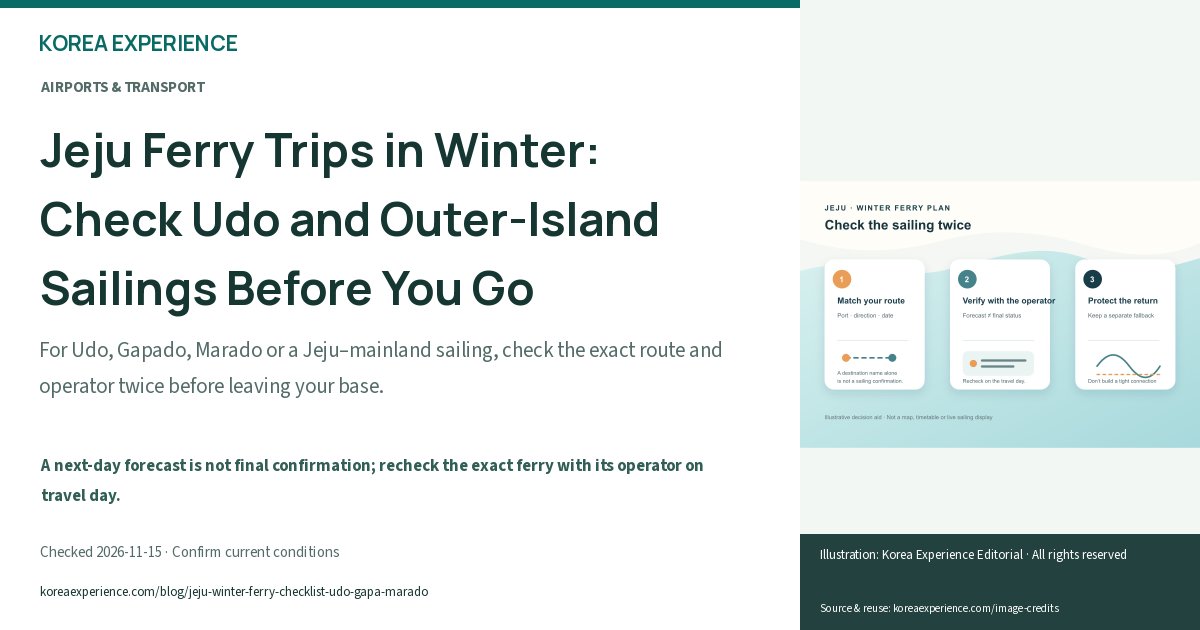 KOREA EXPERIENCE
AIRPORTS & TRANSPORT
Jeju Ferry Trips in Winter:
Check Udo and Outer-Island
Sailings Before You Go
For Udo, Gapado, Marado or a Jeju–mainland sailing, check the exact route and
operator twice before leaving your base.
A next-day forecast is not final confirmation; recheck the exact ferry with its operator on
travel day.
Checked 2026-11-15 · Confirm current conditions
koreaexperience.com/blog/jeju-winter-ferry-checklist-udo-gapa-marado
JEJU · WINTER FERRY PLAN
Check the sailing twice
1
Match your route
Port · direction · date
A destination name alone
is not a sailing confirmation.
2
Verify with the operator
Forecast ≠ final status
Recheck on the travel day.
3
Protect the return
Keep a separate fallback
Don't build a tight connection
Illustrative decision aid · Not a map, timetable or live sailing display
Illustration: Korea Experience Editorial · All rights reserved
Source & reuse: koreaexperience.com/image-credits